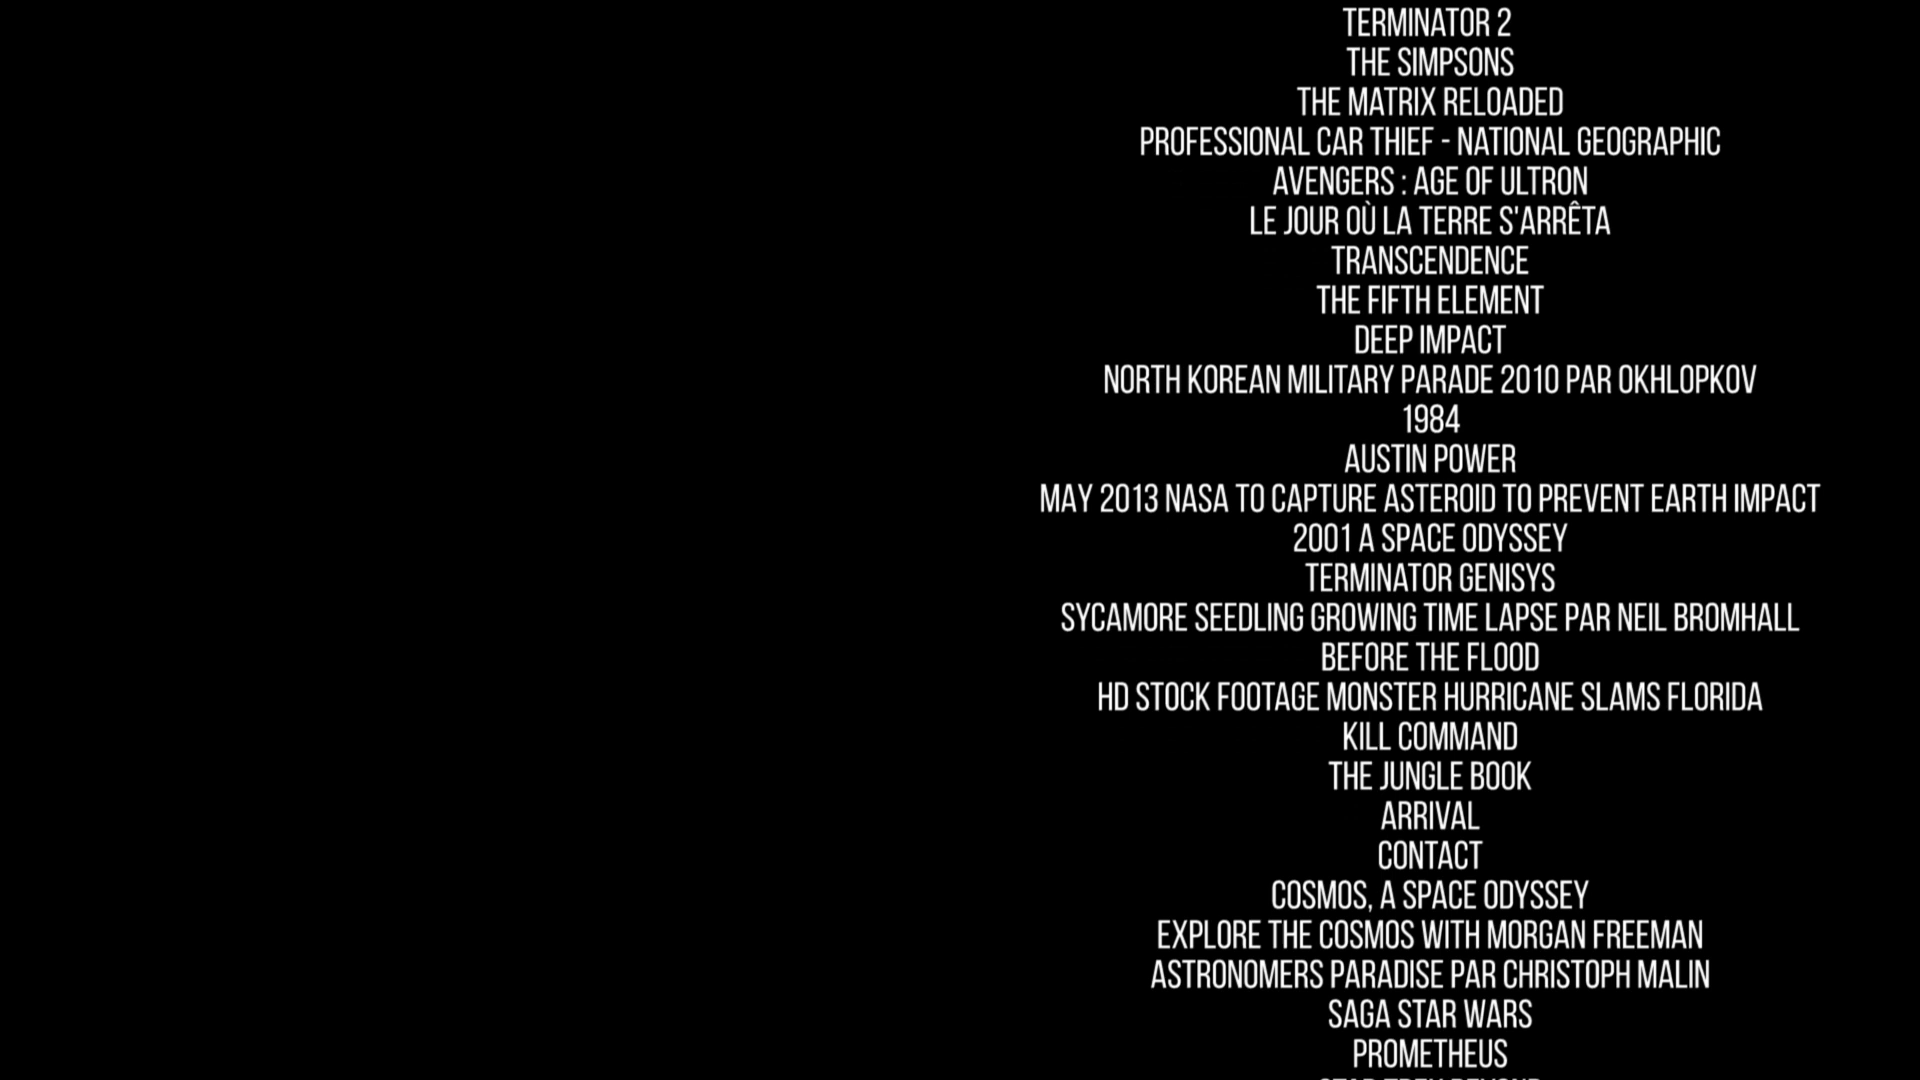 TERMINATOR 2
THE SIMPSONS
THE MATRIX RELOADED
PROFESSIONAL CAR THIEF - NATIONAL GEOGRAPHIC
AVENGERS : AGE OF ULTRON
LE JOUR OÙ LA TERRE S'ARRÊTA
TRANSCENDENCE
THE FIFTH ELEMENT
DEEP IMPACT
NORTH KOREAN MILITARY PARADE 2010 PAR OKHLOPKOV
1984
AUSTIN POWER
MAY 2013 NASA TO CAPTURE ASTEROID TO PREVENT EARTH IMPACT
2001 A SPACE ODYSSEY
TERMINATOR GENISYS
SYCAMORE SEEDLING GROWING TIME LAPSE PAR NEIL BROMHALL
BEFORE THE FLOOD
HD STOCK FOOTAGE MONSTER HURRICANE SLAMS FLORIDA
KILL COMMAND
THE JUNGLE BOOK
ARRIVAL
CONTACT
COSMOS, A SPACE ODYSSEY
EXPLORE THE COSMOS WITH MORGAN FREEMAN
ASTRONOMERS PARADISE PAR CHRISTOPH MALIN
SAGA STAR WARS
PROMETHEUS